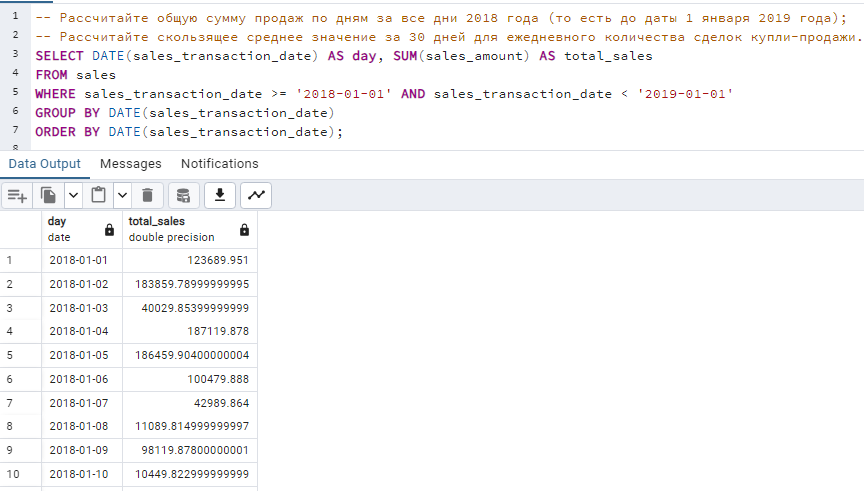 1 -- Рассчитайте общую сумму продаж по дням за все дни 2018 года (то есть до даты 1 января 2019 года);
2 -- Рассчитайте скользящее среднее значение за 30 дней для ежедневного количества сделок купли-продажи.
3 SELECT DATE(sales_transaction_date) AS day, SUM(sales_amount) AS total_sales
4 FROM sales
5 WHERE sales_transaction_date >= '2018-01-01' AND sales_transaction_date < '2019-01-01'
6 GROUP BY DATE(sales_transaction_date)
7 ORDER BY DATE(sales_transaction_date);
8
Data Output Messages Notifications
day total_sales
date double precision
1 2018-01-01 123689.951
2 2018-01-02 183859.78999999995
3 2018-01-03 40029.85399999999
4 2018-01-04 187119.878
5 2018-01-05 186459.90400000004
6 2018-01-06 100479.888
7 2018-01-07 42989.864
8 2018-01-08 11089.814999999997
9 2018-01-09 98119.87800000001
10 2018-01-10 10449.822999999999